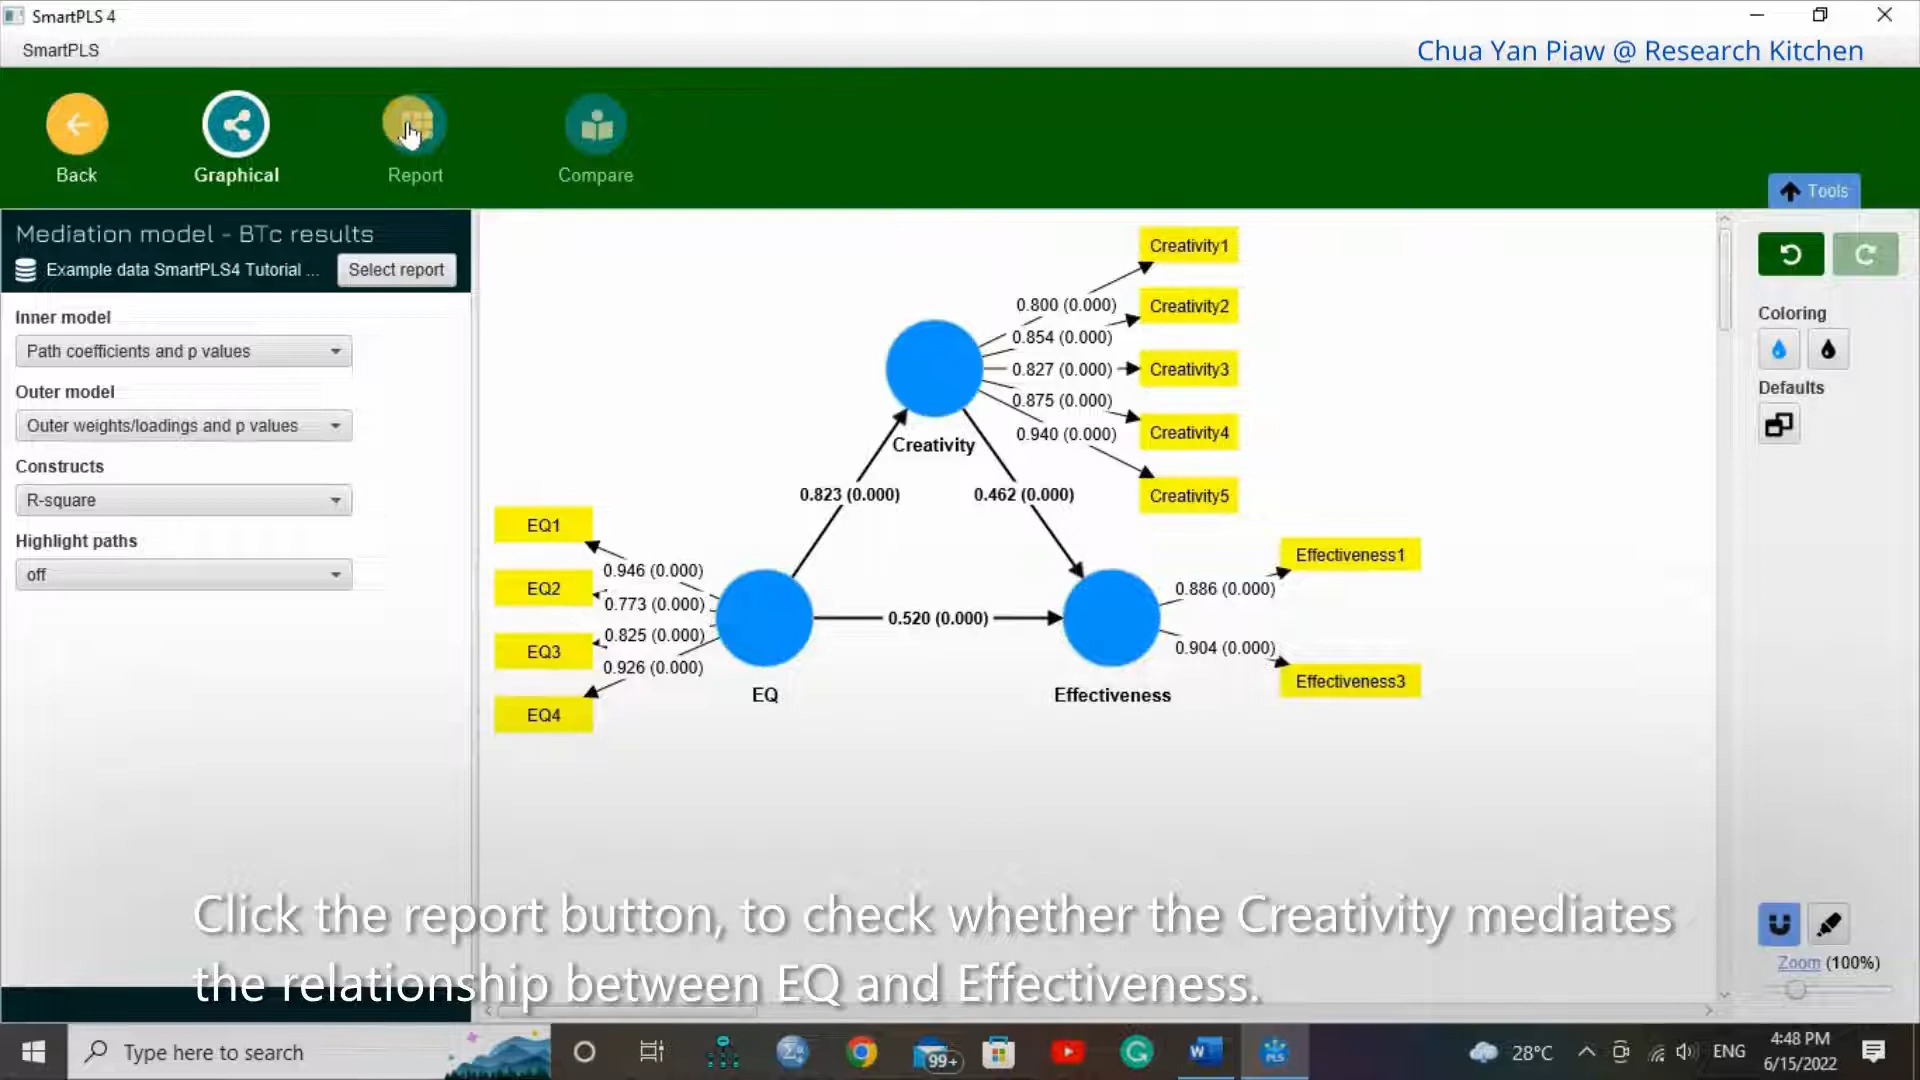 SmartPLS 4
SmartPLS
Chua Yan Piaw @ Research Kitchen
Back
Graphical
Report
Compare
Tools
Mediation model - BTc results
Example data SmartPLS4 Tutorial ...
Select report
Inner model
Path coefficients and p values
Outer model
Outer weights/loadings and p values
Constructs
R-square
Highlight paths
off
Creativity1
0.800 (0.000)
Creativity2
0.854 (0.000)
0.827 (0.000)
Creativity3
0.875 (0.000)
Creativity4
0.940 (0.000)
Creativity
Creativity5
0.823 (0.000)
0.462 (0.000)
EQ1
0.946 (0.000)
EQ2
0.773 (0.000)
0.825 (0.000)
EQ3
0.926 (0.000)
EQ4
EQ
0.520 (0.000)
Effectiveness
Effectiveness1
0.886 (0.000)
0.904 (0.000)
Effectiveness3
Coloring
Defaults
Zoom (100%)
Click the report button, to check whether the Creativity mediates
the relationship between EQ and Effectiveness.
Type here to search
99+
W
PLS
28°C
ENG
4:48 PM
6/15/2022